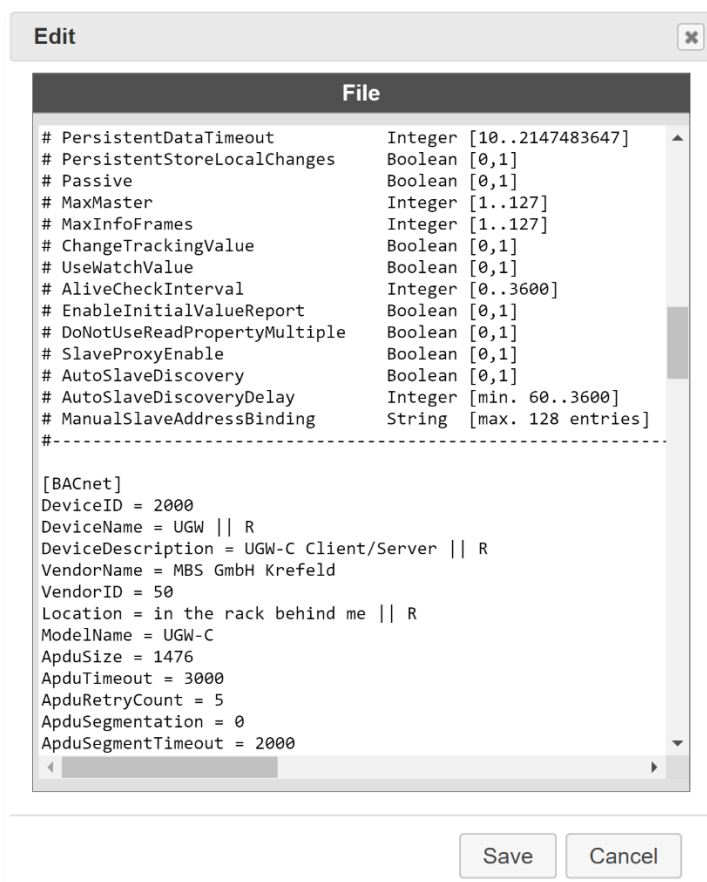 Edit
File
# PersistentDataTimeout Integer [10..2147483647]
# PersistentStoreLocalChanges Boolean [0,1]
# Passive Boolean [0,1]
# MaxMaster Integer [1..127]
# MaxInfoFrames Integer [1..127]
# ChangeTrackingValue Boolean [0,1]
# UseWatchValue Boolean [0,1]
# AliveCheckInterval Integer [0..3600]
# EnableInitialValueReport Boolean [0,1]
# DoNotUseReadPropertyMultiple Boolean [0,1]
# SlaveProxyEnable Boolean [0,1]
# AutoSlaveDiscovery Boolean [0,1]
# AutoSlaveDiscoveryDelay Integer [min. 60..3600]
# ManualSlaveAddressBinding String [max. 128 entries]
#-------------------------------------------------------------
[BACnet]
DeviceID = 2000
DeviceName = UGW || R
DeviceDescription = UGW-C Client/Server || R
VendorName = MBS GmbH Krefeld
VendorID = 50
Location = in the rack behind me || R
ModelName = UGW-C
ApduSize = 1476
ApduTimeout = 3000
ApduRetryCount = 5
ApduSegmentation = 0
ApduSegmentTimeout = 2000
Save Cancel